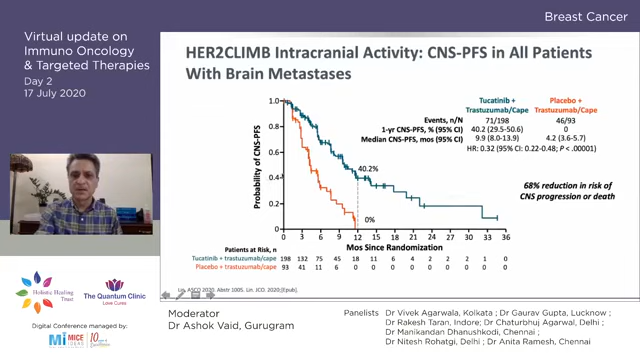 Breast Cancer
Virtual update on
Immuno Oncology
& Targeted Therapies
Day 2
17 July 2020
HER2CLIMB Intracranial Activity: CNS-PFS in All Patients
With Brain Metastases
Tucatinib + Placebo +
Trastuzumab/Cape Trastuzumab/Cape
Events, n/N 71/198 46/93
1-yr CNS-PFS, % (95% CI) 40.2 (29.5-50.6) 0
Median CNS-PFS, mos (95% CI) 9.9 (8.0-13.9) 4.2 (3.6-5.7)
HR: 0.32 (95% CI: 0.22-0.48; P < .00001)
68% reduction in risk of
CNS progression or death
Probability of CNS-PFS
1.0
0.8
0.6
0.4
0.2
0
40.2%
0%
0 3 6 9 12 15 18 21 24 27 30 33 36
Mos Since Randomization
Patients at Risk, n
Tucatinib + trastuzumab/cape 198 132 75 45 18 11 6 4 2 2 2 1 0
Placebo + trastuzumab/cape 93 41 11 6 0 0 0 0 0 0 0 0 0
Lin. ASCO 2020. Abstr 1005. Lin. JCO. 2020;[Epub].
Holistic Healing
Trust
The Quantum Clinic
Love Cures
Digital Conference managed by:
MICE
Moderator
Dr Ashok Vaid, Gurugram
Panelists Dr Vivek Agarwala, Kolkata ; Dr Gaurav Gupta, Lucknow ;
Dr Rakesh Taran, Indore ; Dr Chaturbhuj Agarwal, Delhi ;
Dr Manikandan Dhanushkodi, Chennai ;
Dr Nitesh Rohatgi, Delhi ; Dr Anita Ramesh, Chennai